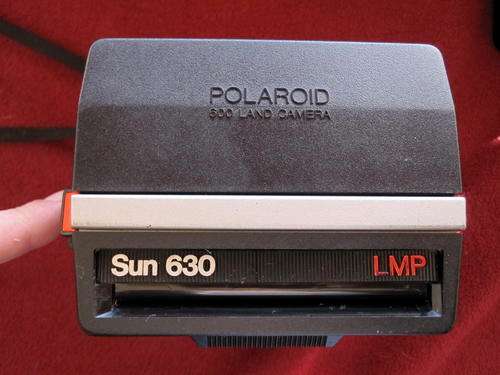 POLAROID
600 LAND CAMERA
Sun 630 LMP